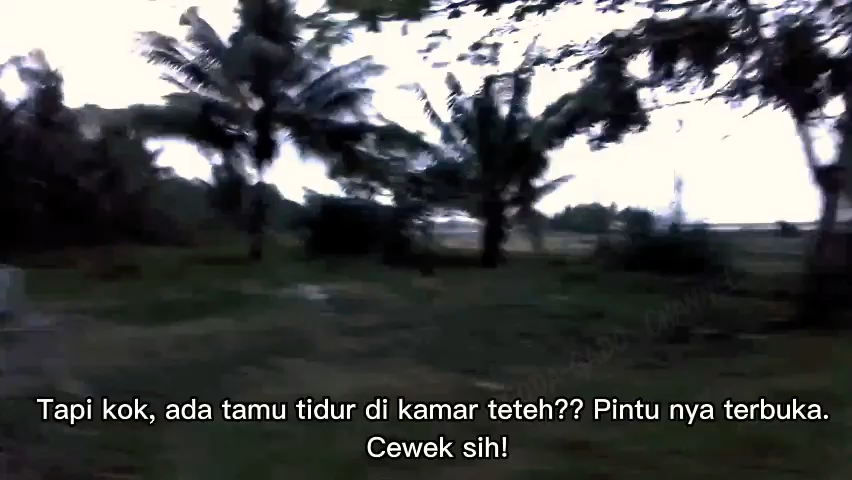 Tapi kok, ada tamu tidur di kamar teteh?? Pintu nya terbuka.
Cewek sih!